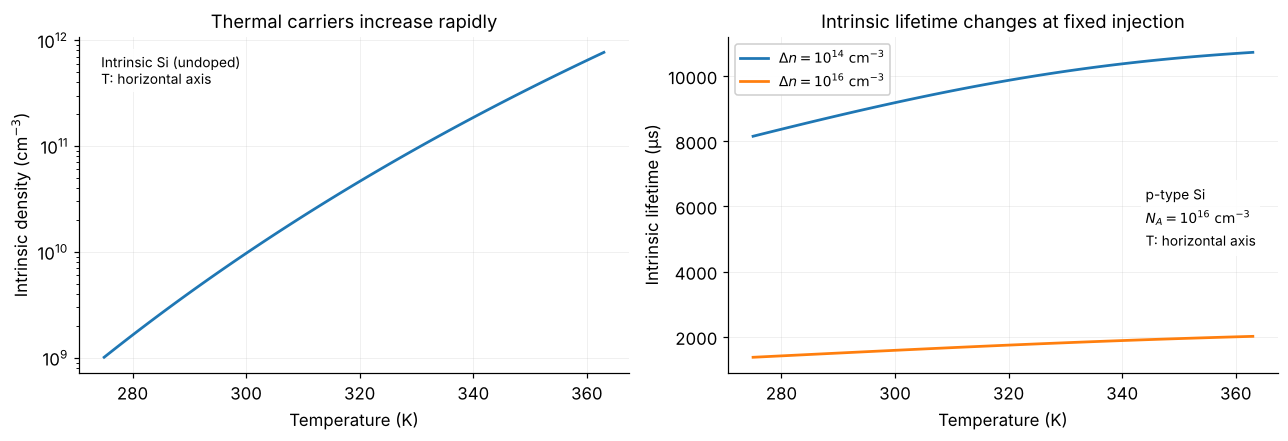 Thermal carriers increase rapidly
Intrinsic density (cm⁻³)
10¹²
10¹¹
10¹⁰
10⁹
Intrinsic Si (undoped)
T: horizontal axis
280 300 320 340 360
Temperature (K)
Intrinsic lifetime changes at fixed injection
Intrinsic lifetime (µs)
10000
8000
6000
4000
2000
Δn = 10¹⁴ cm⁻³
Δn = 10¹⁶ cm⁻³
p-type Si
N_A = 10¹⁶ cm⁻³
T: horizontal axis
280 300 320 340 360
Temperature (K)